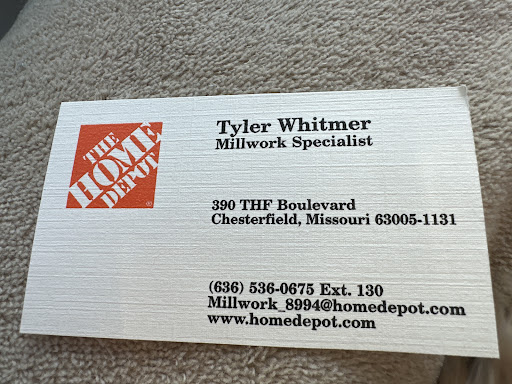 THE
HOME
DEPOT
®
Tyler Whitmer
Millwork Specialist
390 THF Boulevard
Chesterfield, Missouri 63005-1131
(636) 536-0675 Ext. 130
Millwork_8994@homedepot.com
www.homedepot.com